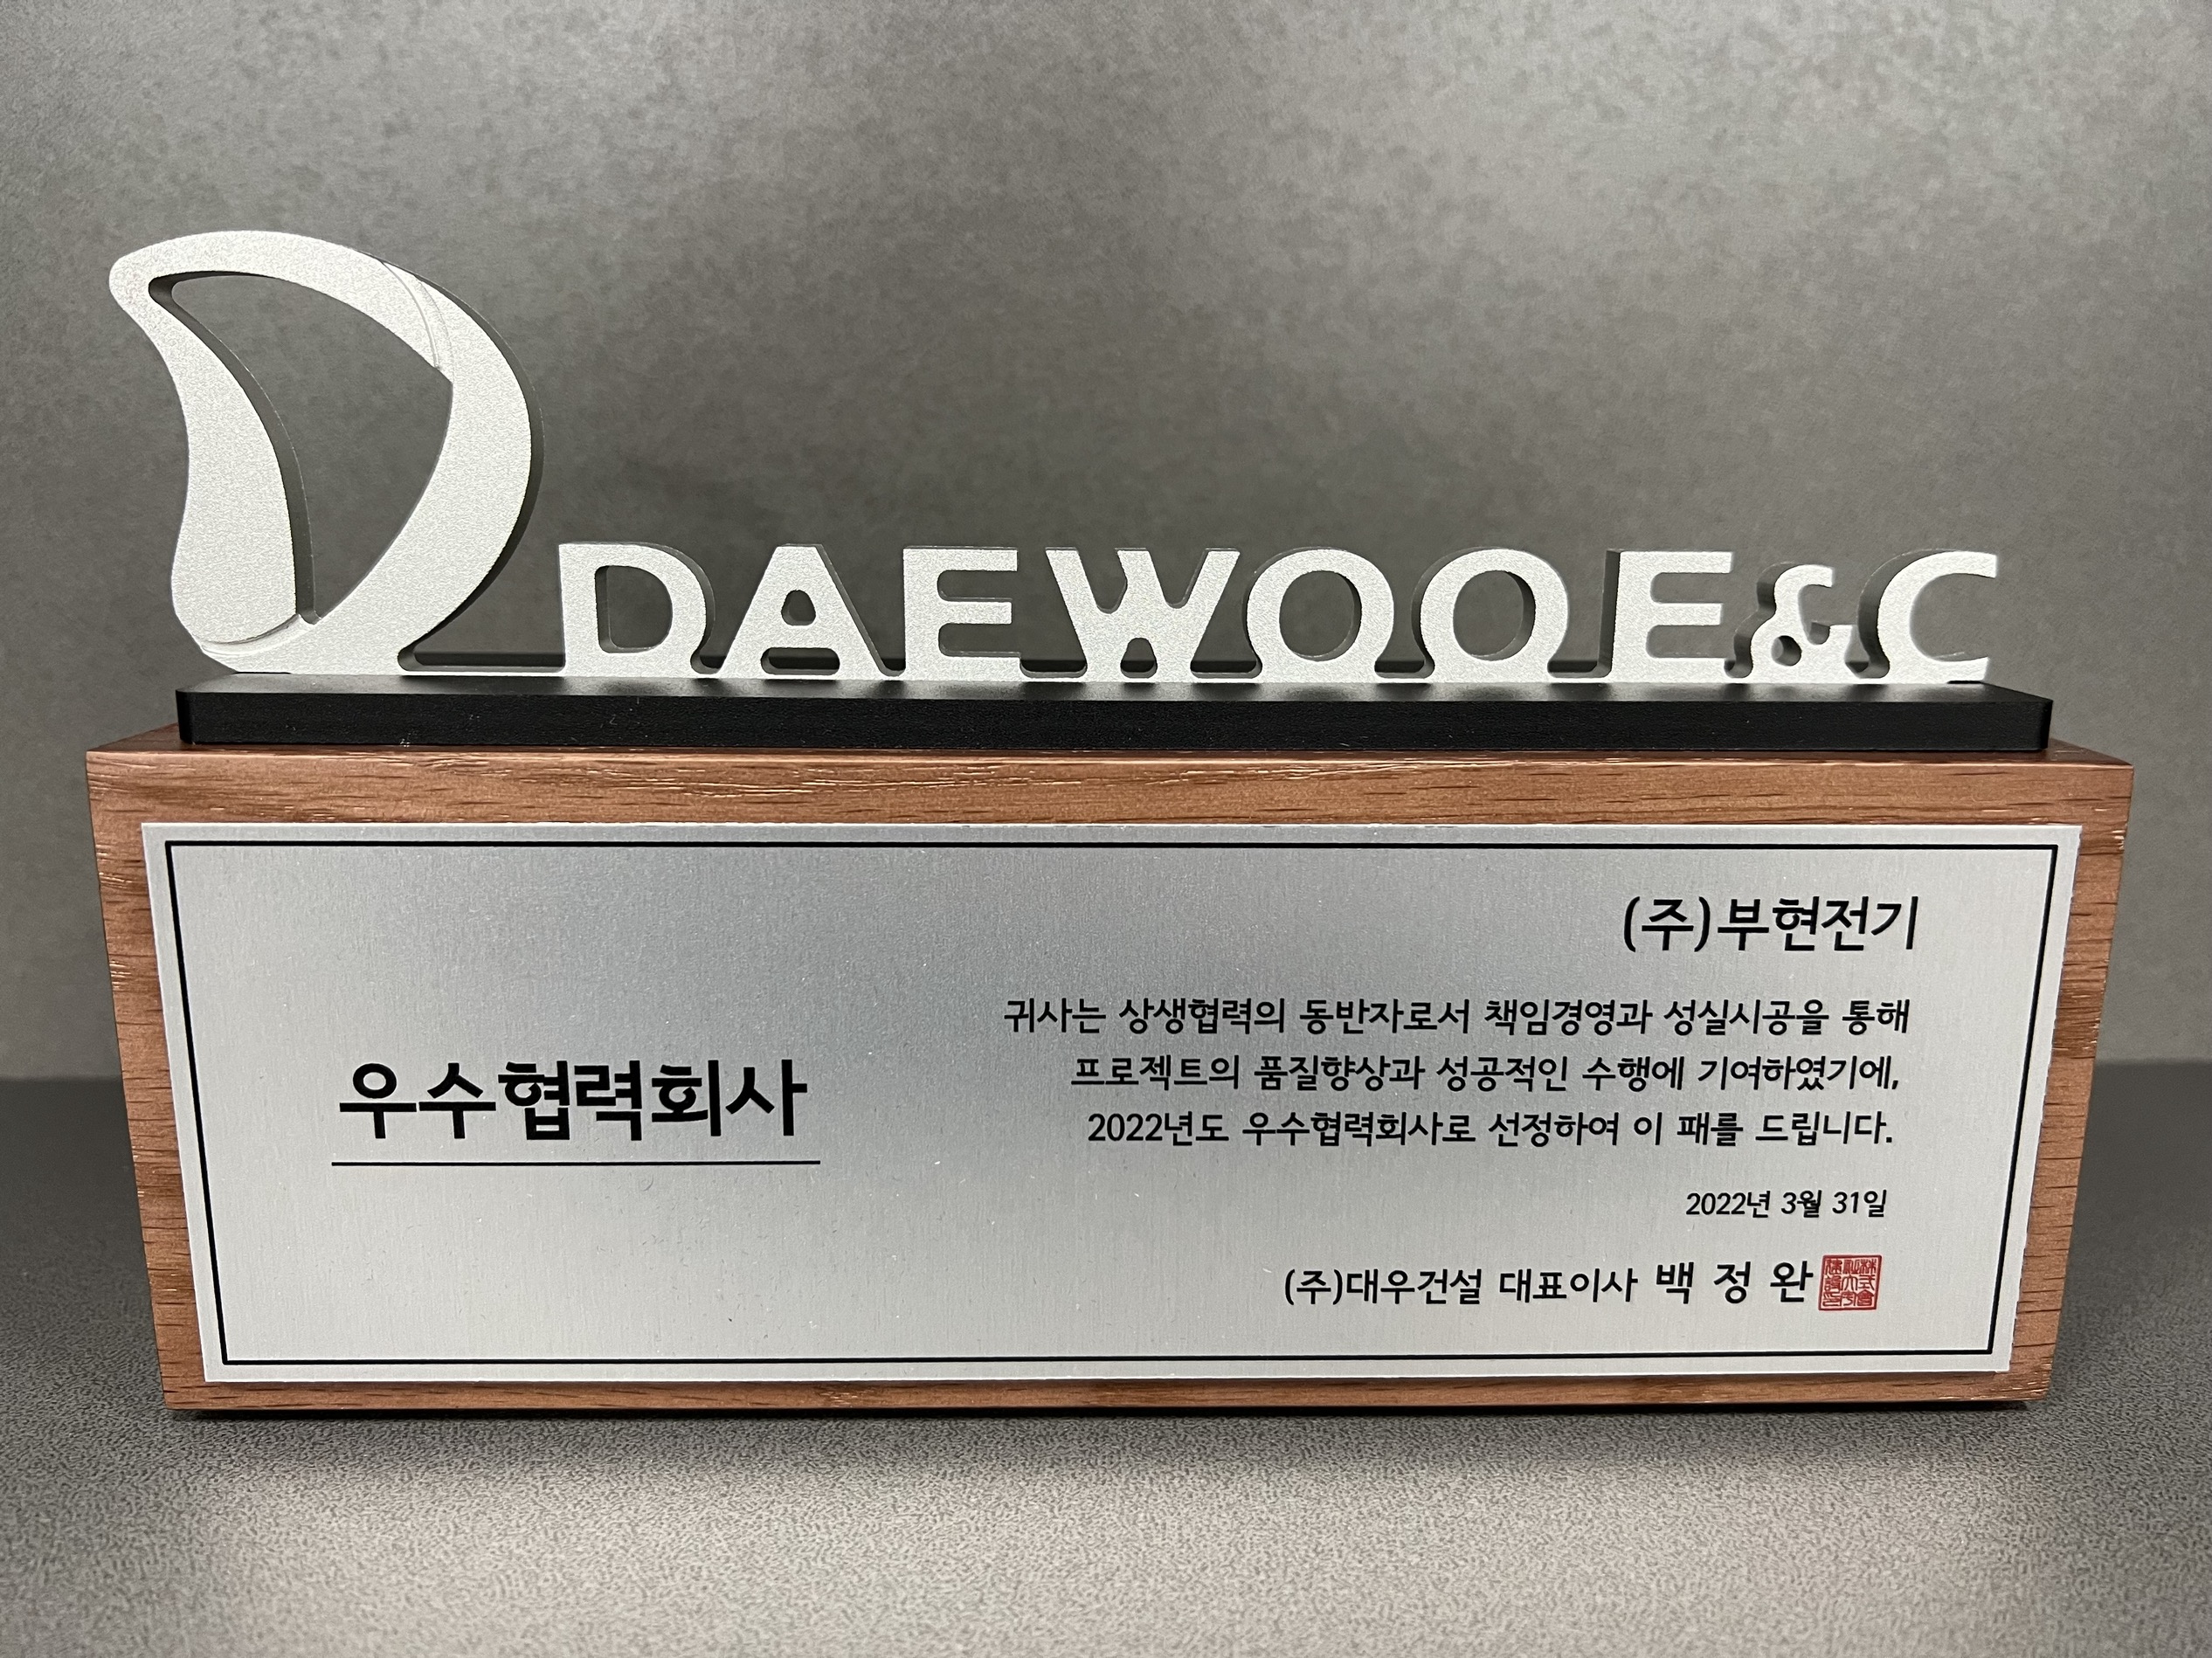 DAEWOO E&C
우수협력회사
(주)부현전기
귀사는 상생협력의 동반자로서 책임경영과 성실시공을 통해
프로젝트의 품질향상과 성공적인 수행에 기여하였기에,
2022년도 우수협력회사로 선정하여 이 패를 드립니다.
2022년 3월 31일
(주)대우건설 대표이사 백 정 완